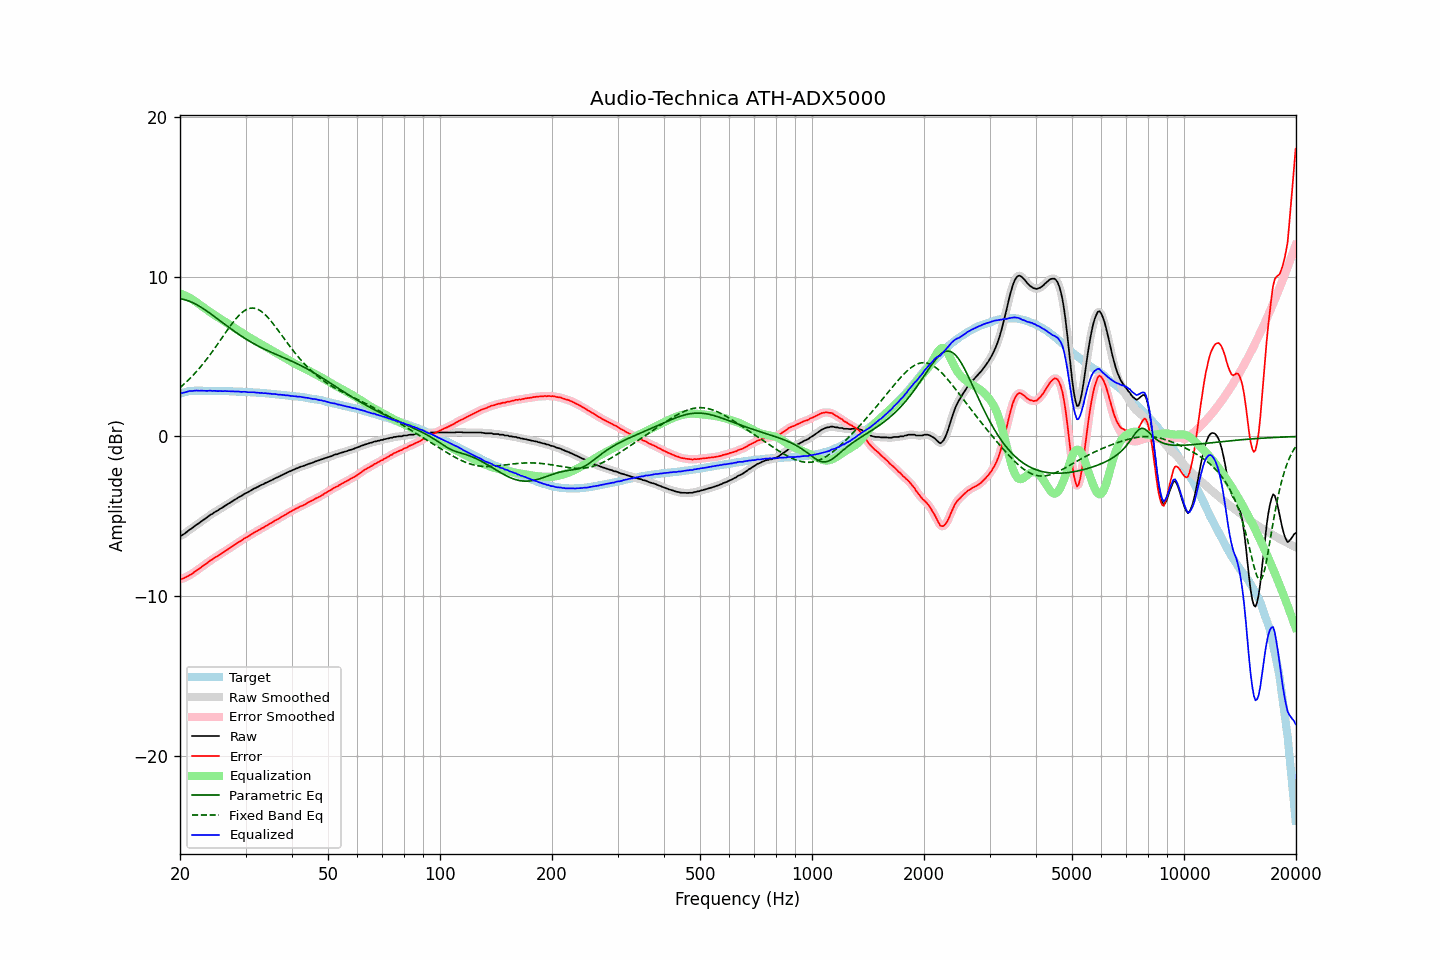 Audio-Technica ATH-ADX5000
Amplitude (dBr)
20
10
0
−10
−20
Target
Raw Smoothed
Error Smoothed
Raw
Error
Equalization
Parametric Eq
Fixed Band Eq
Equalized
20 50 100 200 500 1000 2000 5000 10000 20000
Frequency (Hz)